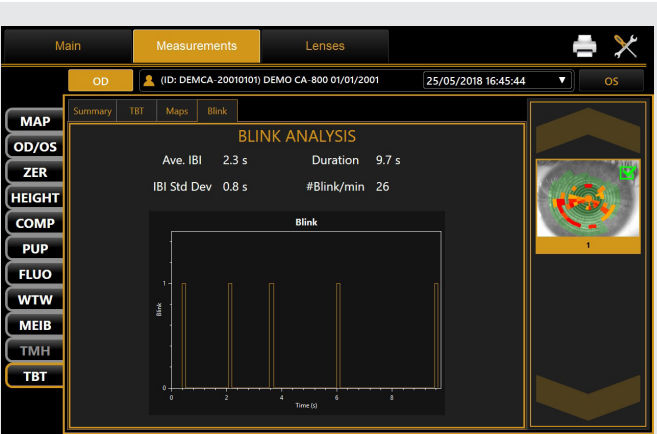 Main Measurements Lenses
OD (ID: DEMCA-20010101) DEMO CA-800 01/01/2001 25/05/2018 16:45:44 ▼ OS
Summary TBT Maps Blink
MAP
OD/OS
ZER
HEIGHT
COMP
PUP
FLUO
WTW
MEIB
TMH
TBT
BLINK ANALYSIS
Ave. IBI 2.3 s Duration 9.7 s
IBI Std Dev 0.8 s #Blink/min 26
Blink
1
Blink
0
0 2 4 6 8
Time (s)
1